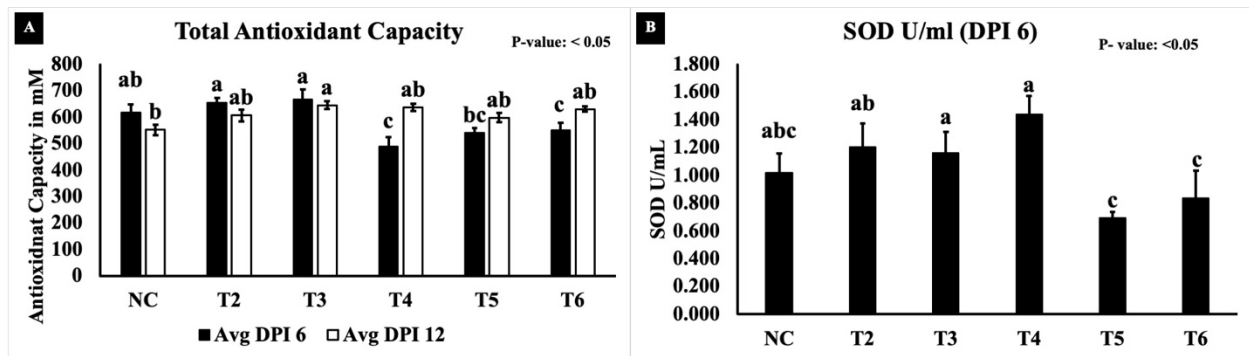 A
Total Antioxidant Capacity
P-value: < 0.05
Antioxidnat Capacity in mM
800
700
600
500
400
300
200
100
0
ab
b
a
ab
a
a
c
ab
bc
ab
c
ab
NC T2 T3 T4 T5 T6
Avg DPI 6 Avg DPI 12
B
SOD U/ml (DPI 6)
P- value: <0.05
SOD U/mL
1.800
1.600
1.400
1.200
1.000
0.800
0.600
0.400
0.200
0.000
abc
ab
a
a
c
c
NC T2 T3 T4 T5 T6